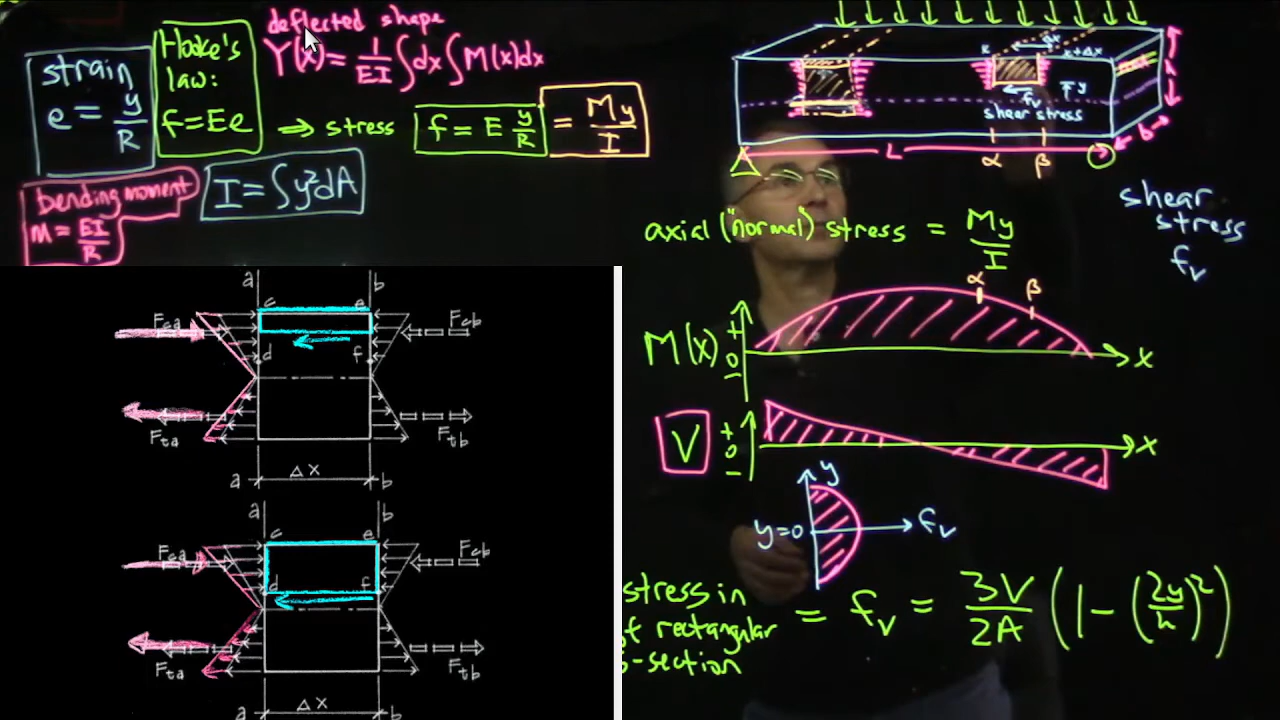 deflected shape
Y(x) = 1/EI ∫dx ∫M(x)dx
strain
e = y/R
Hooke's
law:
f = Ee
⇒ stress
f = E y/R = My/I
bending moment
M = EI/R
I = ∫y²dA
x
Δx
x+Δx
fv
y
shear stress
h
b
L
α β
shear
stress
fv
axial ("normal") stress = My/I
α
β
M(x)
+
0
−
x
V
+
0
−
x
y
y=0
fv
stress in
of rectangular
-section
= fv = 3V/2A (1 − (2y/h)²)
a b
c e
Fca Fcb
d f
Fta Ftb
Δx
a b
a b
c e
Fca Fcb
d f
Fta Ftb
Δx
a b